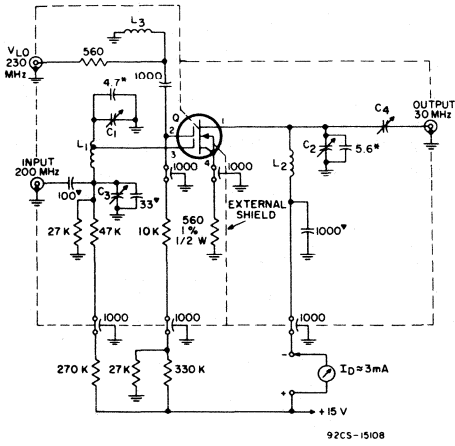 L3
VLO
230
MHz
560
1000
4.7*
C1
Q
1
2
3
4
L1
INPUT
200 MHz
100▼
C3
33▼
27 K
47K
1000
10K
1000
560
1%
1/2 W
EXTERNAL
SHIELD
L2
C2
5.6*
C4
OUTPUT
30 MHz
1000▼
1000
1000
1000
270 K
27K
330 K
-
ID≈3mA
+
+15 V
92CS-15108